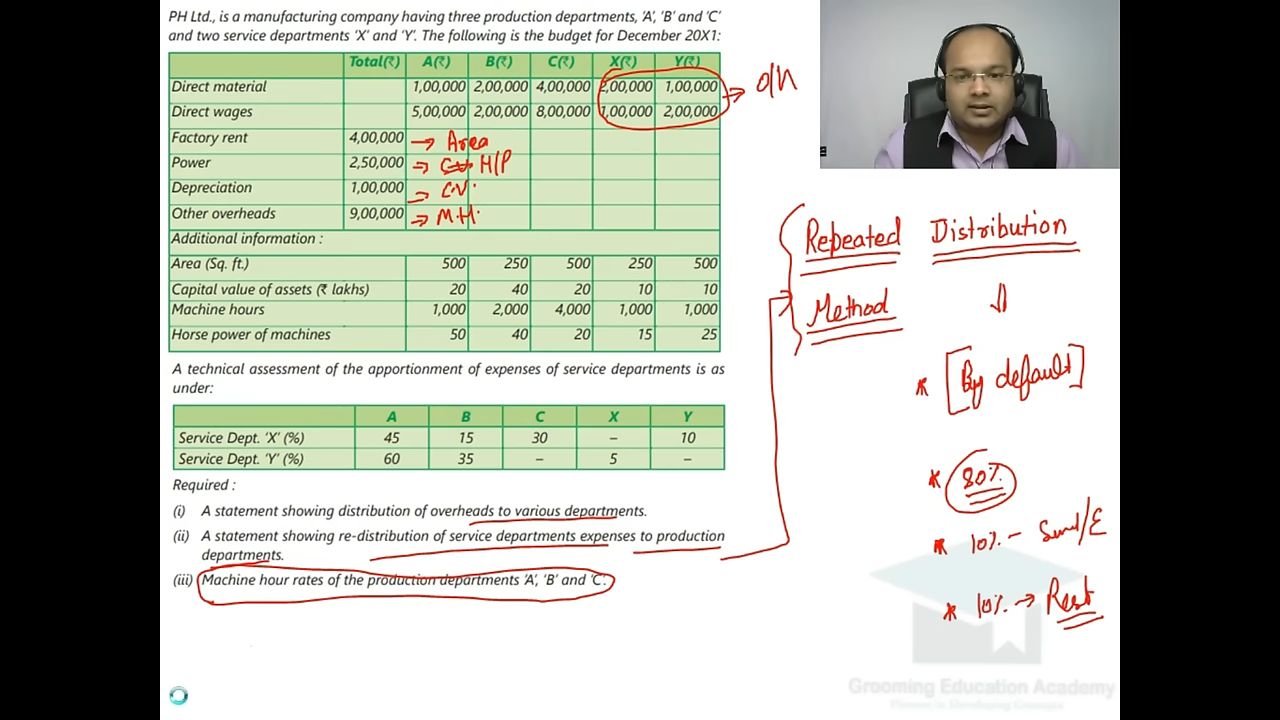 PH Ltd., is a manufacturing company having three production departments, 'A', 'B' and 'C'
and two service departments 'X' and 'Y'. The following is the budget for December 20X1:
Total(₹) A(₹) B(₹) C(₹) X(₹) Y(₹)
Direct material 1,00,000 2,00,000 4,00,000 2,00,000 1,00,000
→ O/H
Direct wages 5,00,000 2,00,000 8,00,000 1,00,000 2,00,000
Factory rent 4,00,000 → Area
Power 2,50,000 → H/P
Depreciation 1,00,000 → C.V.
Other overheads 9,00,000 → M.H.
Additional information :
Area (Sq. ft.) 500 250 500 250 500
Capital value of assets (₹ lakhs) 20 40 20 10 10
Machine hours 1,000 2,000 4,000 1,000 1,000
Horse power of machines 50 40 20 15 25
A technical assessment of the apportionment of expenses of service departments is as
under:
A B C X Y
Service Dept. 'X' (%) 45 15 30 – 10
Service Dept. 'Y' (%) 60 35 – 5 –
Required :
(i) A statement showing distribution of overheads to various departments.
(ii) A statement showing re-distribution of service departments expenses to production
departments.
(iii) Machine hour rates of the production departments 'A', 'B' and 'C'.
Repeated Distribution
Method
* [By default]
* 80%
* 10% – Simul/E
* 10% → Rest
Grooming Education Academy